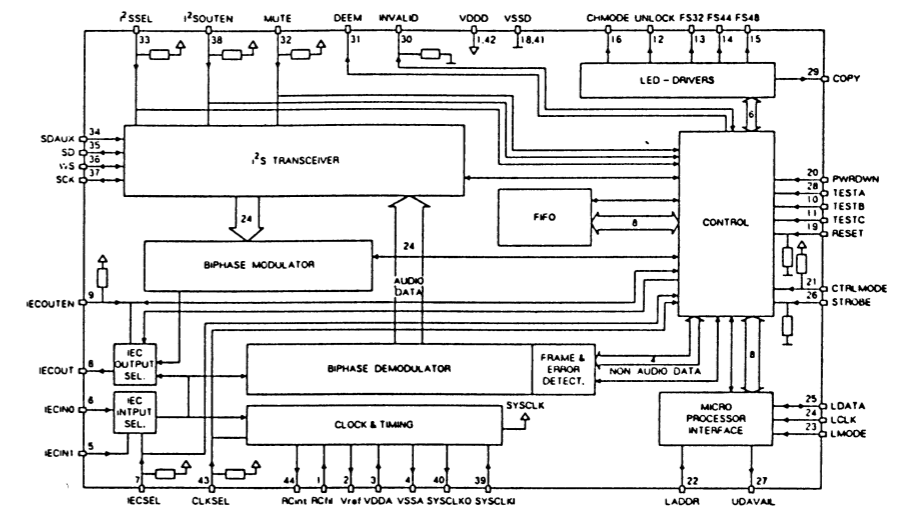 I²SSEL I²SOUTEN MUTE DEEM INVALID VDDD VSSD CHMODE UNLOCK FS32 FS44 FS48
33 38 32 31 30 1,42 18,41 16 12 13 14 15
LED - DRIVERS
29 COPY
6
SDAUX 34
SD 35
WS 36
SCK 37
I²S TRANSCEIVER
20 PWRDWN
28 TESTA
10 TESTB
11 TESTC
19 RESET
FIFO
8
CONTROL
24
24
AUDIO
DATA
BIPHASE MODULATOR
21 CTRLMODE
26 STROBE
IECOUTEN 9
IECOUT 8
IEC
OUTPUT
SEL.
BIPHASE DEMODULATOR
FRAME &
ERROR
DETECT.
4
NON AUDIO DATA
8
IECIN0 6
IEC
INTPUT
SEL.
IECIN1 5
CLOCK & TIMING
SYSCLK
MICRO
PROCESSOR
INTERFACE
25 LDATA
24 LCLK
23 LMODE
7 43 44 1 2 3 4 40 39 22 27
IECSEL CLKSEL RCint RCfil Vref VDDA VSSA SYSCLKO SYSCLKI LADDR UDAVAIL